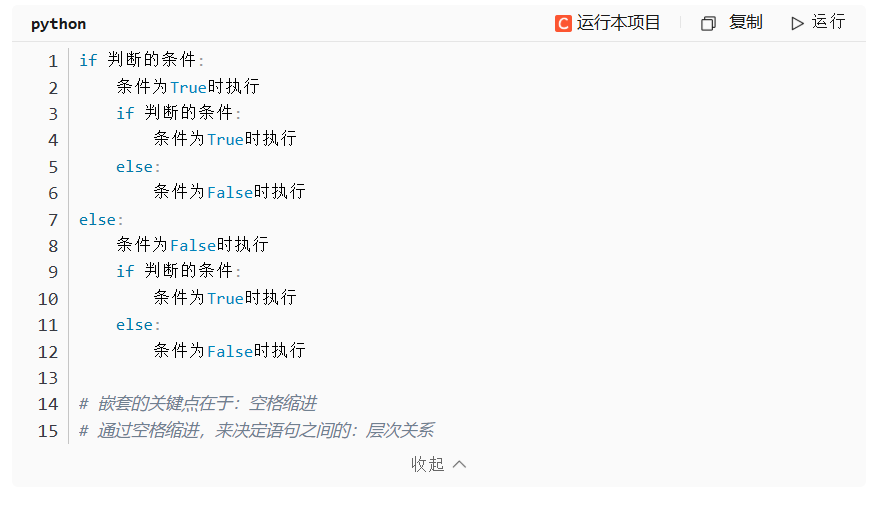 python C 运行本项目 复制 运行
1 if 判断的条件:
2 条件为True时执行
3 if 判断的条件:
4 条件为True时执行
5 else:
6 条件为False时执行
7 else:
8 条件为False时执行
9 if 判断的条件:
10 条件为True时执行
11 else:
12 条件为False时执行
13
14 # 嵌套的关键点在于：空格缩进
15 # 通过空格缩进，来决定语句之间的：层次关系
收起